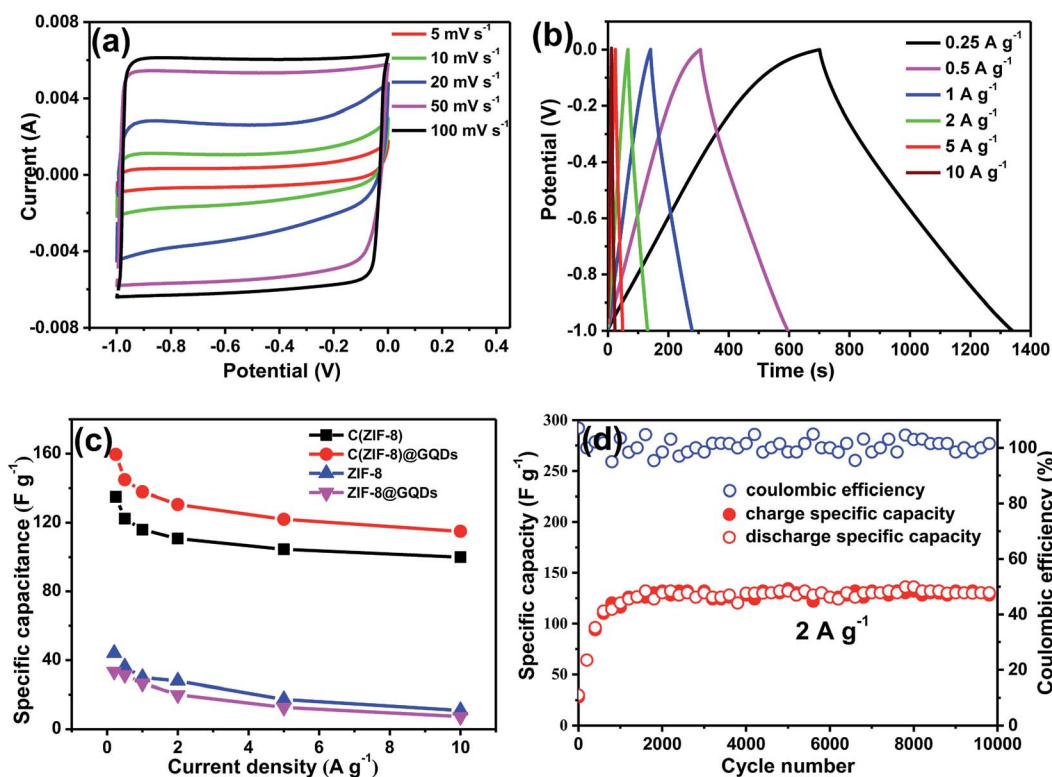 (a)
5 mV s⁻¹
10 mV s⁻¹
20 mV s⁻¹
50 mV s⁻¹
100 mV s⁻¹
0.008
0.004
0.000
-0.004
-0.008
Current (A)
-1.0 -0.8 -0.6 -0.4 -0.2 0.0 0.2 0.4
Potential (V)
(b)
0.25 A g⁻¹
0.5 A g⁻¹
1 A g⁻¹
2 A g⁻¹
5 A g⁻¹
10 A g⁻¹
0.0
-0.2
-0.4
-0.6
-0.8
-1.0
Potential (V)
0 200 400 600 800 1000 1200 1400
Time (s)
(c)
C(ZIF-8)
C(ZIF-8)@GQDs
ZIF-8
ZIF-8@GQDs
160
120
80
40
0
Specific capacitance (F g⁻¹)
0 2 4 6 8 10
Current density (A g⁻¹)
(d)
coulombic efficiency
charge specific capacity
discharge specific capacity
2 A g⁻¹
300
250
200
150
100
50
0
Specific capacity (F g⁻¹)
100
80
60
40
20
0
Coulombic efficiency (%)
0 2000 4000 6000 8000 10000
Cycle number